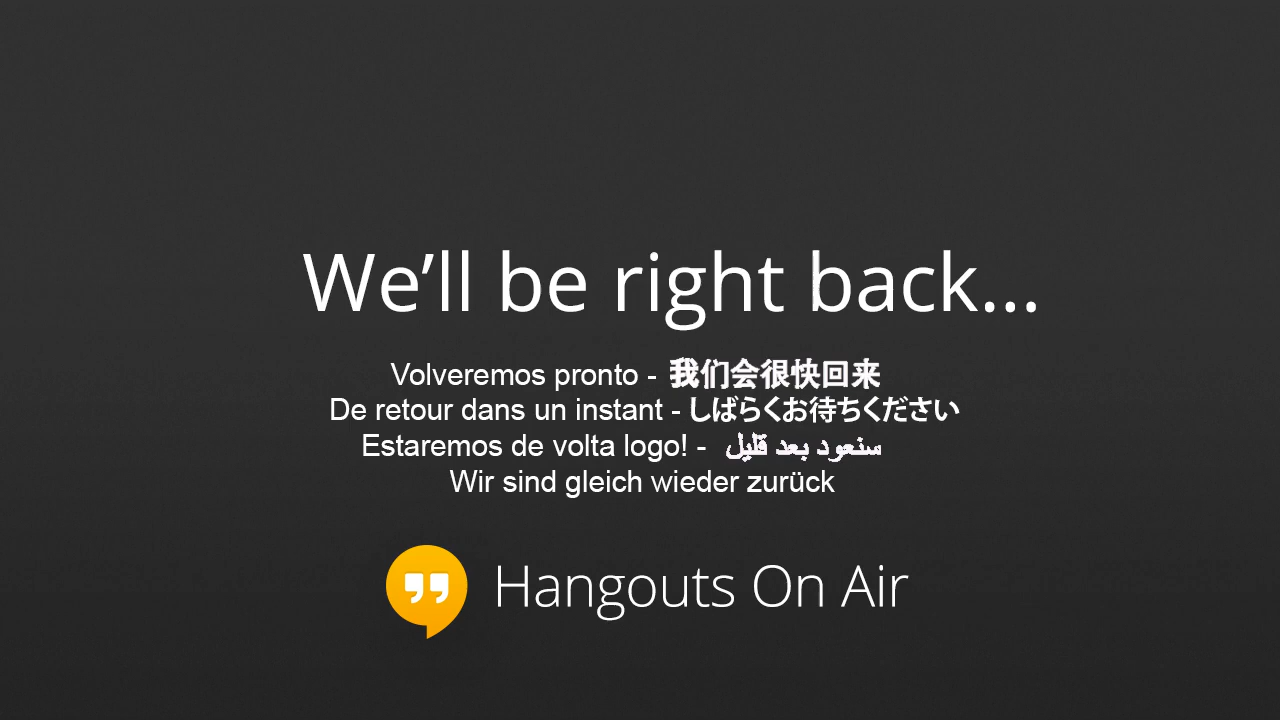 We’ll be right back...
Volveremos pronto - 我们会很快回来
De retour dans un instant - しばらくお待ちください
Estaremos de volta logo! - سنعود بعد قليل
Wir sind gleich wieder zurück
Hangouts On Air